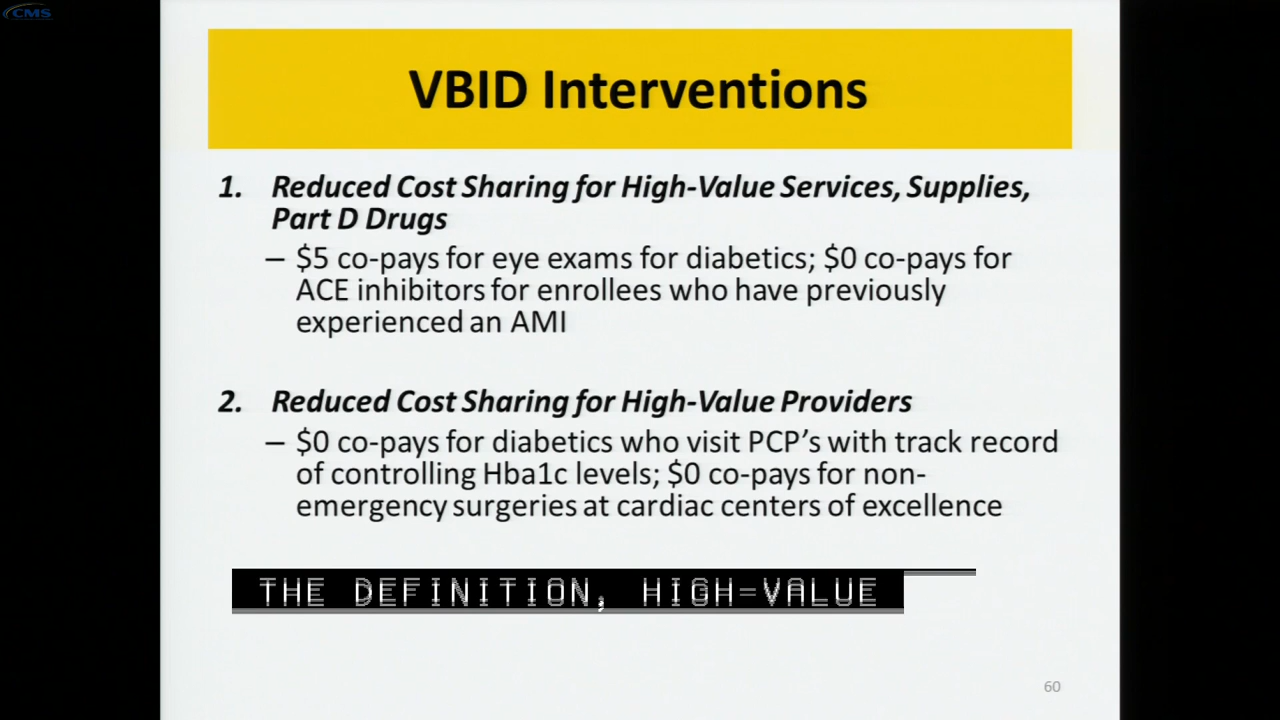 CMS
VBID Interventions
1. Reduced Cost Sharing for High-Value Services, Supplies,
Part D Drugs
– $5 co-pays for eye exams for diabetics; $0 co-pays for
ACE inhibitors for enrollees who have previously
experienced an AMI
2. Reduced Cost Sharing for High-Value Providers
– $0 co-pays for diabetics who visit PCP's with track record
of controlling Hba1c levels; $0 co-pays for non-
emergency surgeries at cardiac centers of excellence
THE DEFINITION, HIGH-VALUE
60